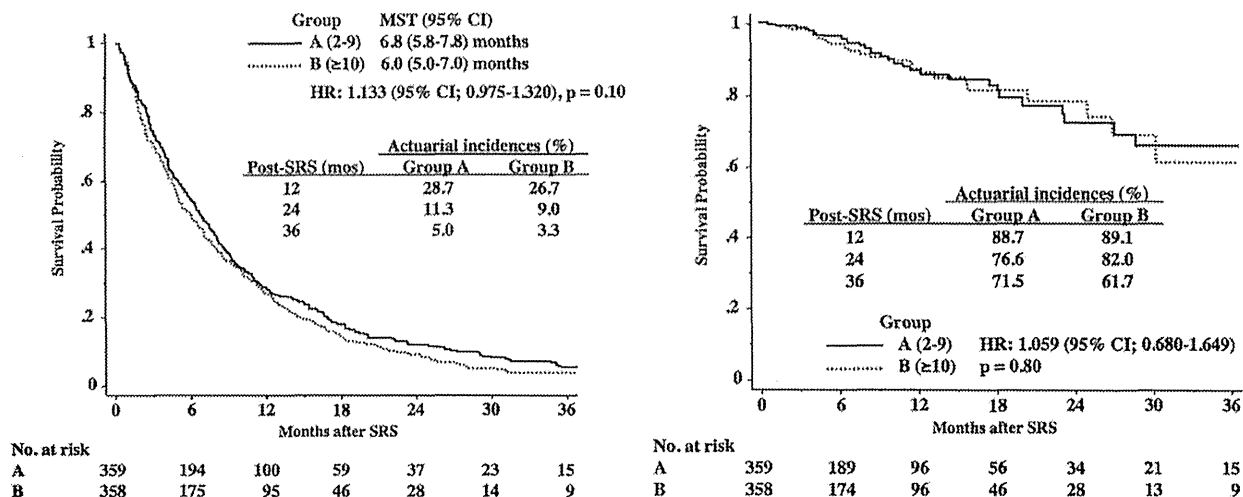 Group MST (95% CI)
A (2-9) 6.8 (5.8-7.8) months
B (≥10) 6.0 (5.0-7.0) months
HR: 1.133 (95% CI; 0.975-1.320), p = 0.10
Actuarial incidences (%)
Post-SRS (mos) Group A Group B
12 28.7 26.7
24 11.3 9.0
36 5.0 3.3
Survival Probability
1
.8
.6
.4
.2
0
0 6 12 18 24 30 36
Months after SRS
No. at risk
A 359 194 100 59 37 23 15
B 358 175 95 46 28 14 9
Survival Probability
1
.8
.6
.4
.2
0
Actuarial incidences (%)
Post-SRS (mos) Group A Group B
12 88.7 89.1
24 76.6 82.0
36 71.5 61.7
Group
A (2-9) HR: 1.059 (95% CI; 0.680-1.649)
B (≥10) p = 0.80
0 6 12 18 24 30 36
Months after SRS
No. at risk
A 359 189 96 56 34 21 15
B 358 174 96 46 28 13 9